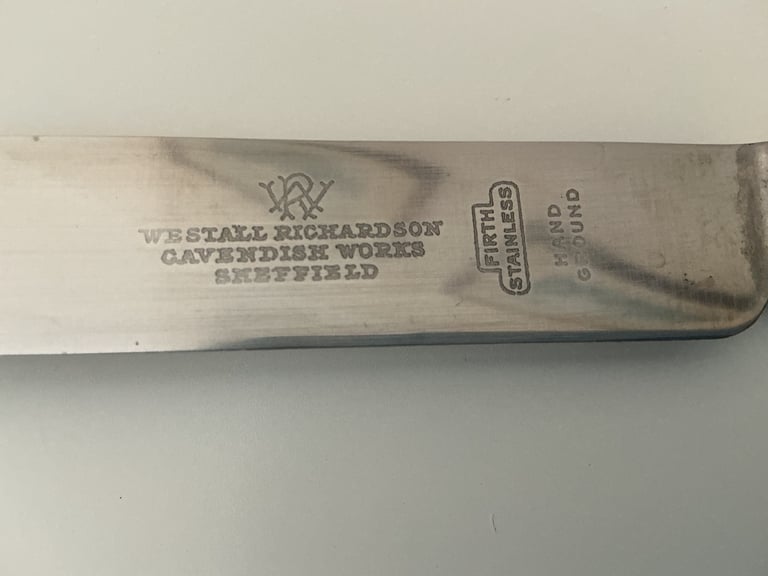 WR
WESTALL RICHARDSON
CAVENDISH WORKS
SHEFFIELD
FIRTH
STAINLESS
HAND
GROUND